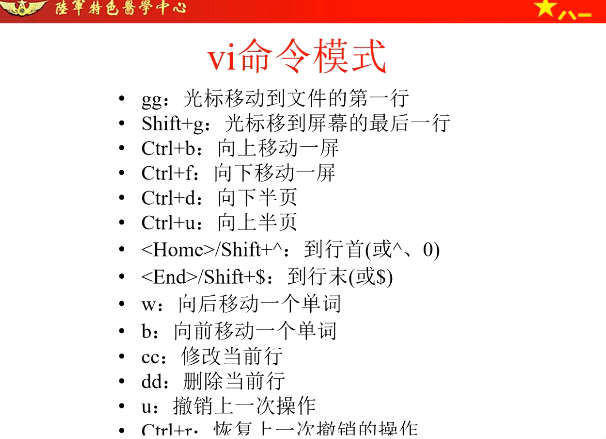 陸軍特色醫學中心
八一
vi命令模式
• gg：光标移动到文件的第一行
• Shift+g：光标移到屏幕的最后一行
• Ctrl+b：向上移动一屏
• Ctrl+f：向下移动一屏
• Ctrl+d：向下半页
• Ctrl+u：向上半页
• <Home>/Shift+^：到行首(或^、0)
• <End>/Shift+$：到行末(或$)
• w：向后移动一个单词
• b：向前移动一个单词
• cc：修改当前行
• dd：删除当前行
• u：撤销上一次操作
• Ctrl+r：恢复上一次撤销的操作